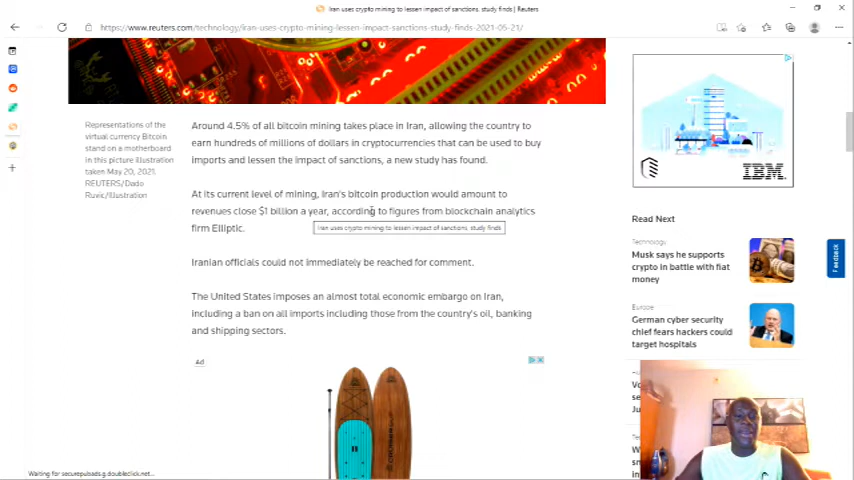 Iran uses crypto mining to lessen impact of sanctions, study finds | Reuters
https://www.reuters.com/technology/iran-uses-crypto-mining-lessen-impact-sanctions-study-finds-2021-05-21/
Representations of the
virtual currency Bitcoin
stand on a motherboard
in this picture illustration
taken May 20, 2021.
REUTERS/Dado
Ruvic/Illustration
Around 4.5% of all bitcoin mining takes place in Iran, allowing the country to
earn hundreds of millions of dollars in cryptocurrencies that can be used to buy
imports and lessen the impact of sanctions, a new study has found.
At its current level of mining, Iran's bitcoin production would amount to
revenues close $1 billion a year, according to figures from blockchain analytics
firm Elliptic.
Iran uses crypto mining to lessen impact of sanctions, study finds
Iranian officials could not immediately be reached for comment.
The United States imposes an almost total economic embargo on Iran,
including a ban on all imports including those from the country's oil, banking
and shipping sectors.
Ad
IBM
Read Next
Technology
Musk says he supports
crypto in battle with fiat
money
Europe
German cyber security
chief fears hackers could
target hospitals
Feedback
Waiting for securepubads.g.doubleclick.net...